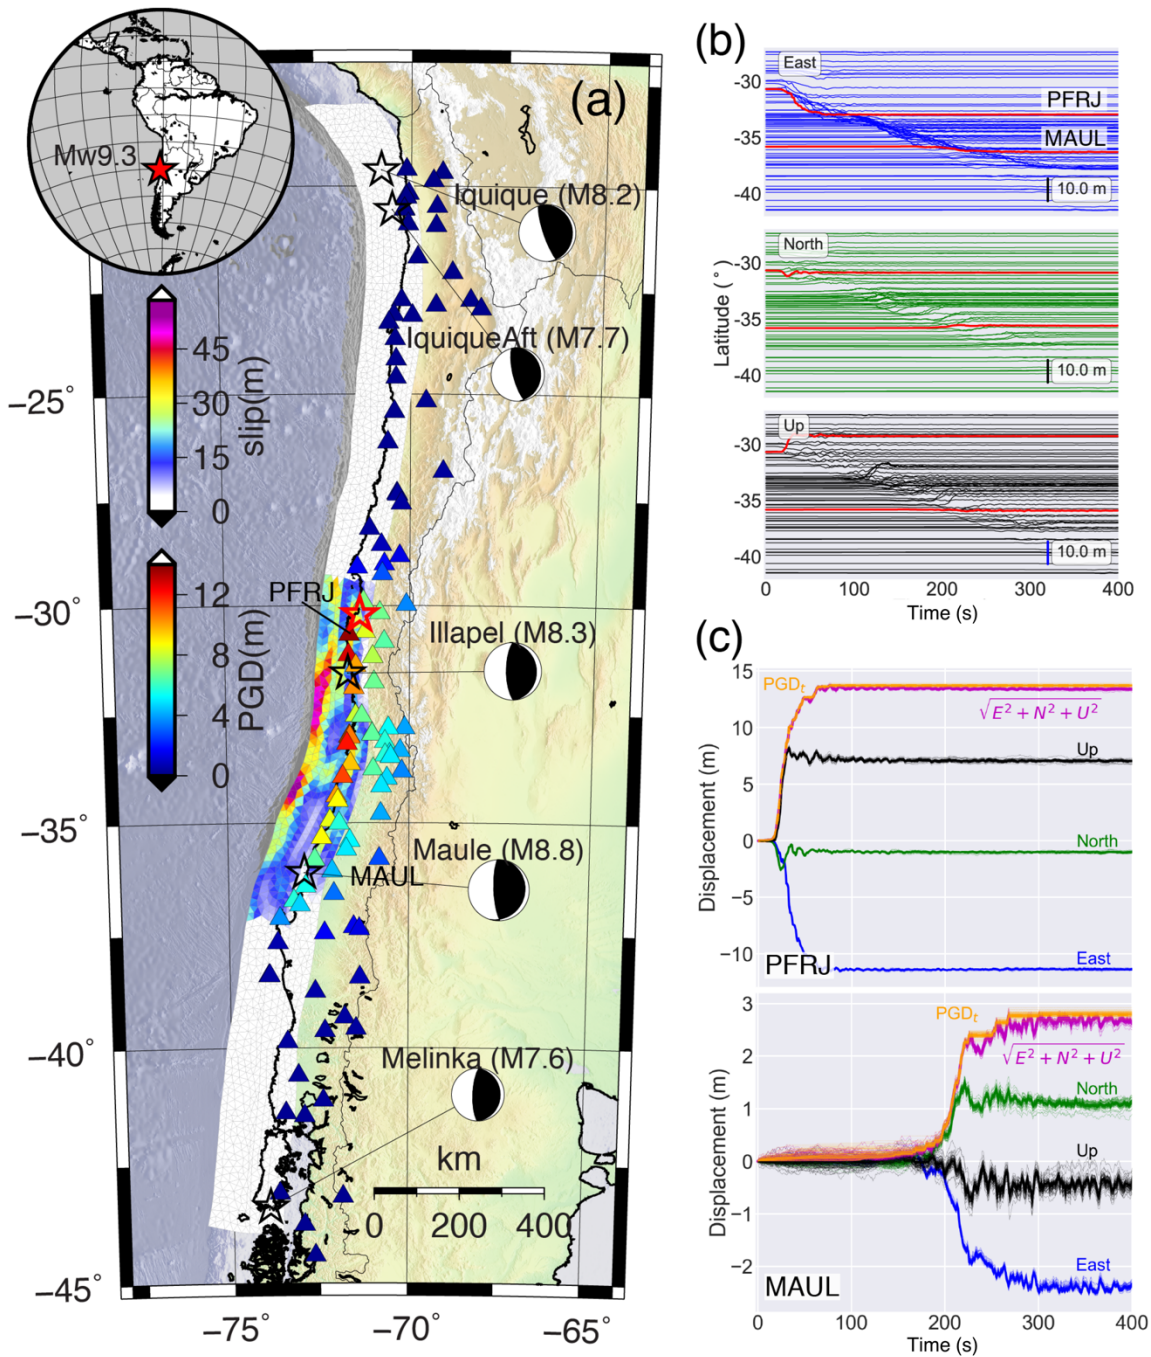 (a)
Mw9.3
Iquique (M8.2)
IquiqueAft (M7.7)
PFRJ
Illapel (M8.3)
Maule (M8.8)
MAUL
Melinka (M7.6)
km
0 200 400
slip(m)
45
30
15
0
PGD(m)
12
8
4
0
−25°
−30°
−35°
−40°
−45°
−75° −70° −65°
(b)
East
PFRJ
MAUL
10.0 m
-30
-35
-40
North
10.0 m
-30
-35
-40
Latitude (°)
Up
10.0 m
-30
-35
-40
0 100 200 300 400
Time (s)
(c)
15
10
5
0
−5
−10
Displacement (m)
PGDt
√E² + N² + U²
Up
North
East
PFRJ
3
2
1
0
−1
−2
Displacement (m)
PGDt
√E² + N² + U²
North
Up
East
MAUL
0 100 200 300 400
Time (s)